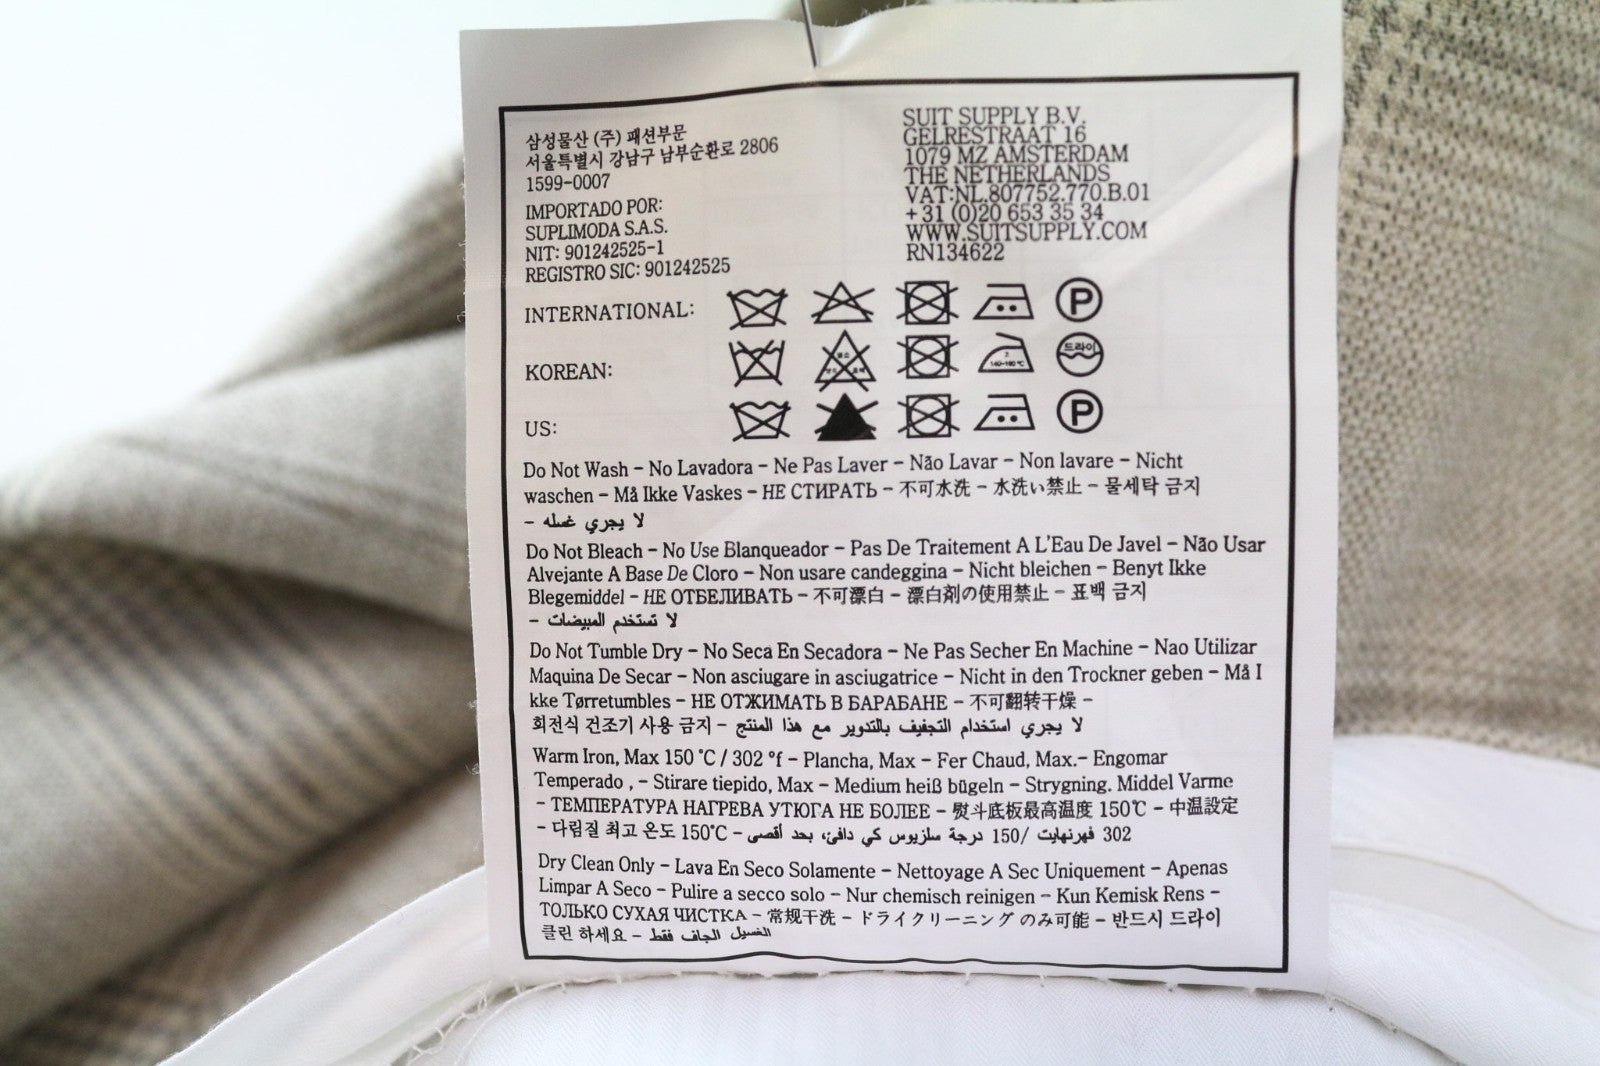 삼성물산 (주) 패션부문
서울특별시 강남구 남부순환로 2806
1599-0007
IMPORTADO POR:
SUPLIMODA S.A.S.
NIT: 901242525-1
REGISTRO SIC: 901242525
SUIT SUPPLY B.V.
GELRESTRAAT 16
1079 MZ AMSTERDAM
THE NETHERLANDS
VAT:NL.807752.770.B.01
+31 (0)20 653 35 34
WWW.SUITSUPPLY.COM
RN134622
INTERNATIONAL:
P
KOREAN:
2
140~160℃
드라이
US:
P
Do Not Wash – No Lavadora – Ne Pas Laver – Não Lavar – Non lavare – Nicht
waschen – Må Ikke Vaskes – НЕ СТИРАТЬ – 不可水洗 – 水洗い禁止 – 물세탁 금지
– لا يجري غسله
Do Not Bleach – No Use Blanqueador – Pas De Traitement A L'Eau De Javel – Não Usar
Alvejante A Base De Cloro – Non usare candeggina – Nicht bleichen – Benyt Ikke
Blegemiddel – НЕ ОТБЕЛИВАТЬ – 不可漂白 – 漂白剤の使用禁止 – 표백 금지
– لا تستخدم المبيضات
Do Not Tumble Dry – No Seca En Secadora – Ne Pas Secher En Machine – Nao Utilizar
Maquina De Secar – Non asciugare in asciugatrice – Nicht in den Trockner geben – Må I
kke Tørretumbles – НЕ ОТЖИМАТЬ В БАРАБАНЕ – 不可翻转干燥 –
회전식 건조기 사용 금지 – لا يجري استخدام التجفيف بالتدوير مع هذا المنتج
Warm Iron, Max 150 °C / 302 °f – Plancha, Max – Fer Chaud, Max.– Engomar
Temperado , – Stirare tiepido, Max – Medium heiß bügeln – Strygning. Middel Varme
– ТЕМПЕРАТУРА НАГРЕВА УТЮГА НЕ БОЛЕЕ – 熨斗底板最高温度 150℃ – 中温設定
– 다림질 최고 온도 150°C – 302 فهرنهايت /150 درجة سلزيوس كي دافئ، بحد أقصى
Dry Clean Only – Lava En Seco Solamente – Nettoyage A Sec Uniquement – Apenas
Limpar A Seco – Pulire a secco solo – Nur chemisch reinigen – Kun Kemisk Rens –
ТОЛЬКО СУХАЯ ЧИСТКА – 常规干洗 – ドライクリーニング のみ可能 – 반드시 드라이
클린 하세요 – الغسيل الجاف فقط